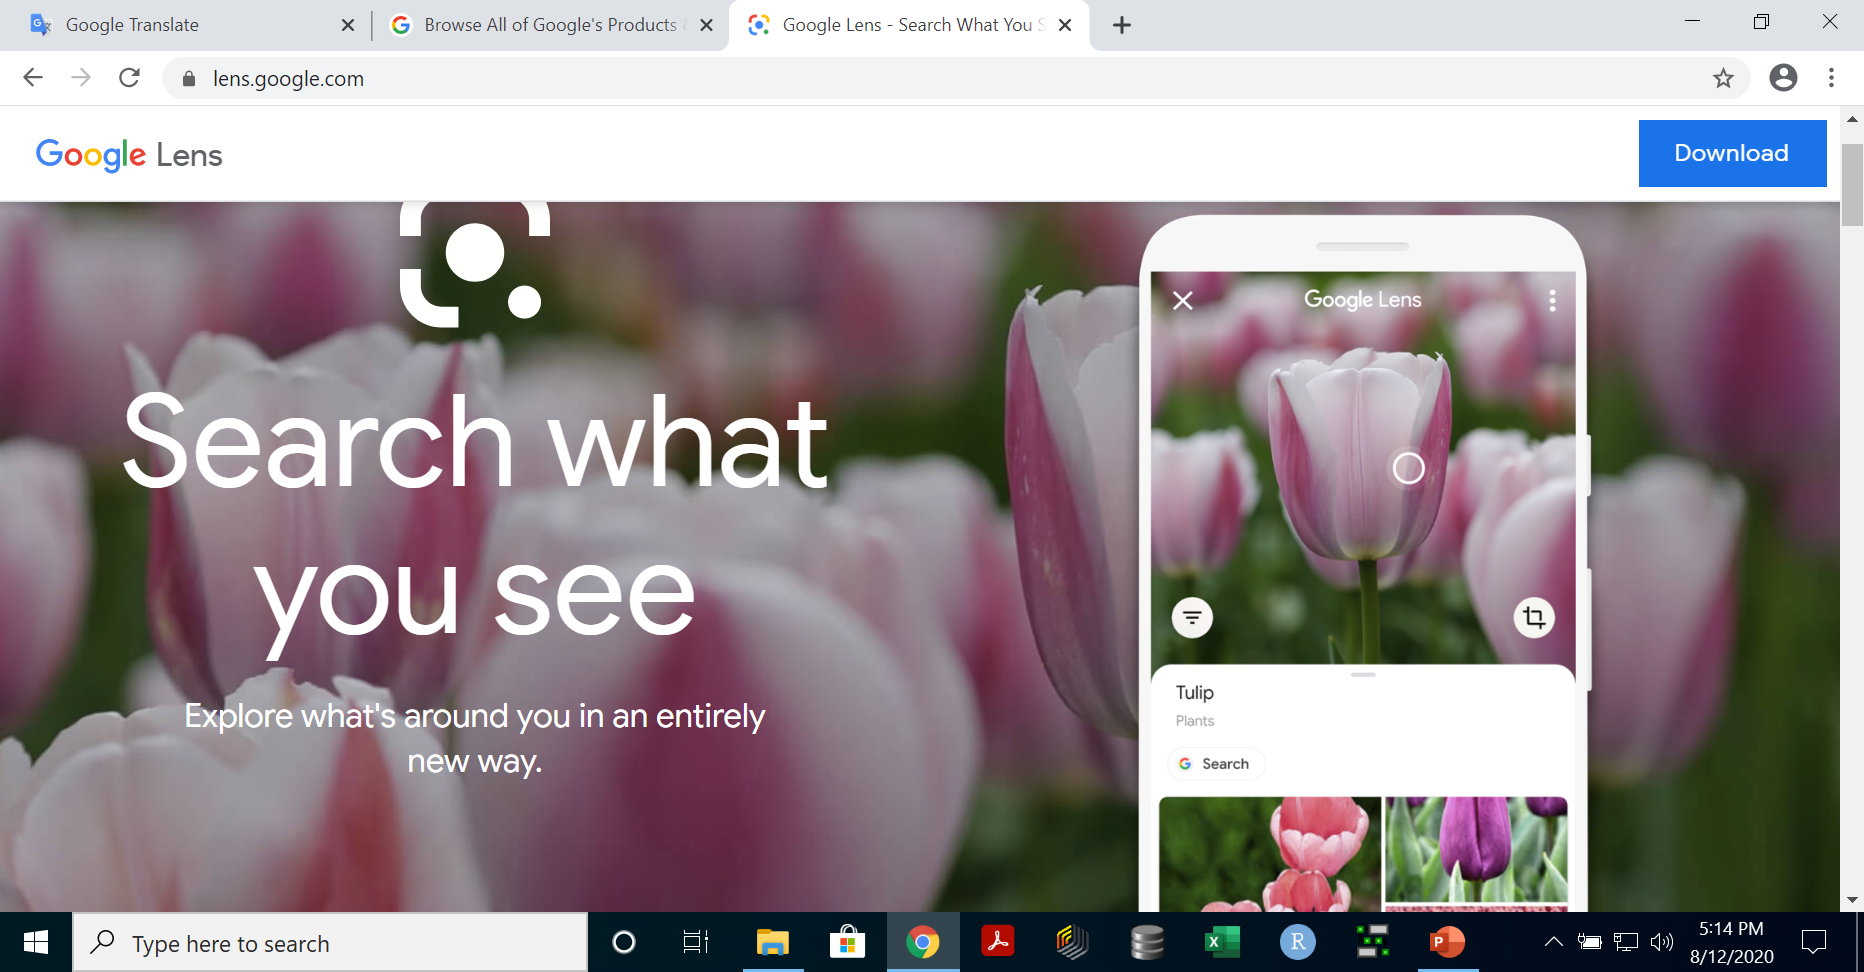 Google Translate
Browse All of Google's Products
Google Lens - Search What You S
lens.google.com
Google Lens
Download
Search what
you see
Explore what's around you in an entirely
new way.
Google Lens
Tulip
Plants
G Search
Type here to search
X
R
P
5:14 PM
8/12/2020